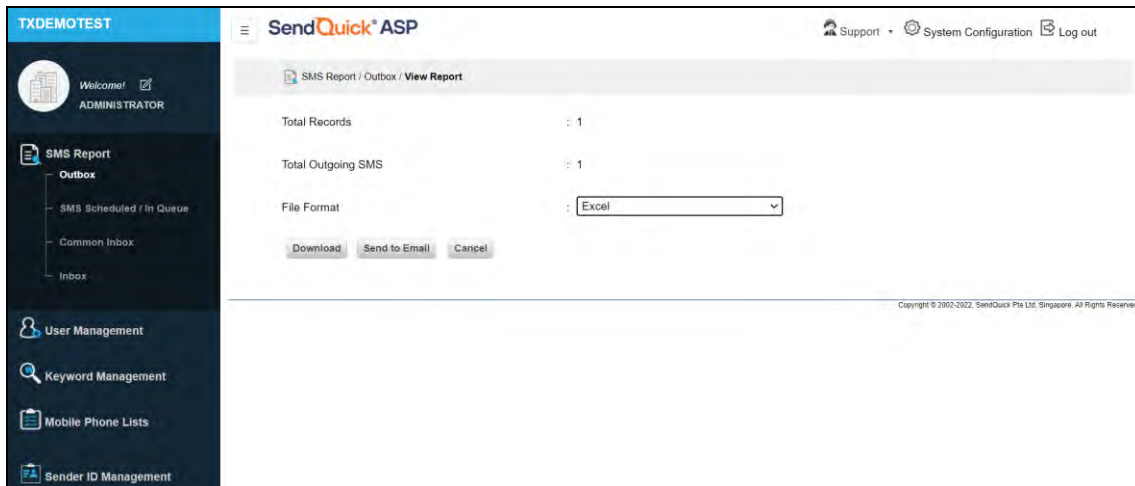 TXDEMOTEST
SendQuick® ASP
Support
System Configuration
Log out
Welcome!
ADMINISTRATOR
SMS Report / Outbox / View Report
Total Records : 1
Total Outgoing SMS : 1
File Format : Excel
Download Send to Email Cancel
SMS Report
Outbox
SMS Scheduled / In Queue
Common Inbox
Inbox
User Management
Keyword Management
Mobile Phone Lists
Sender ID Management
Copyright © 2002-2022, SendQuick Pte Ltd, Singapore. All Rights Reserve